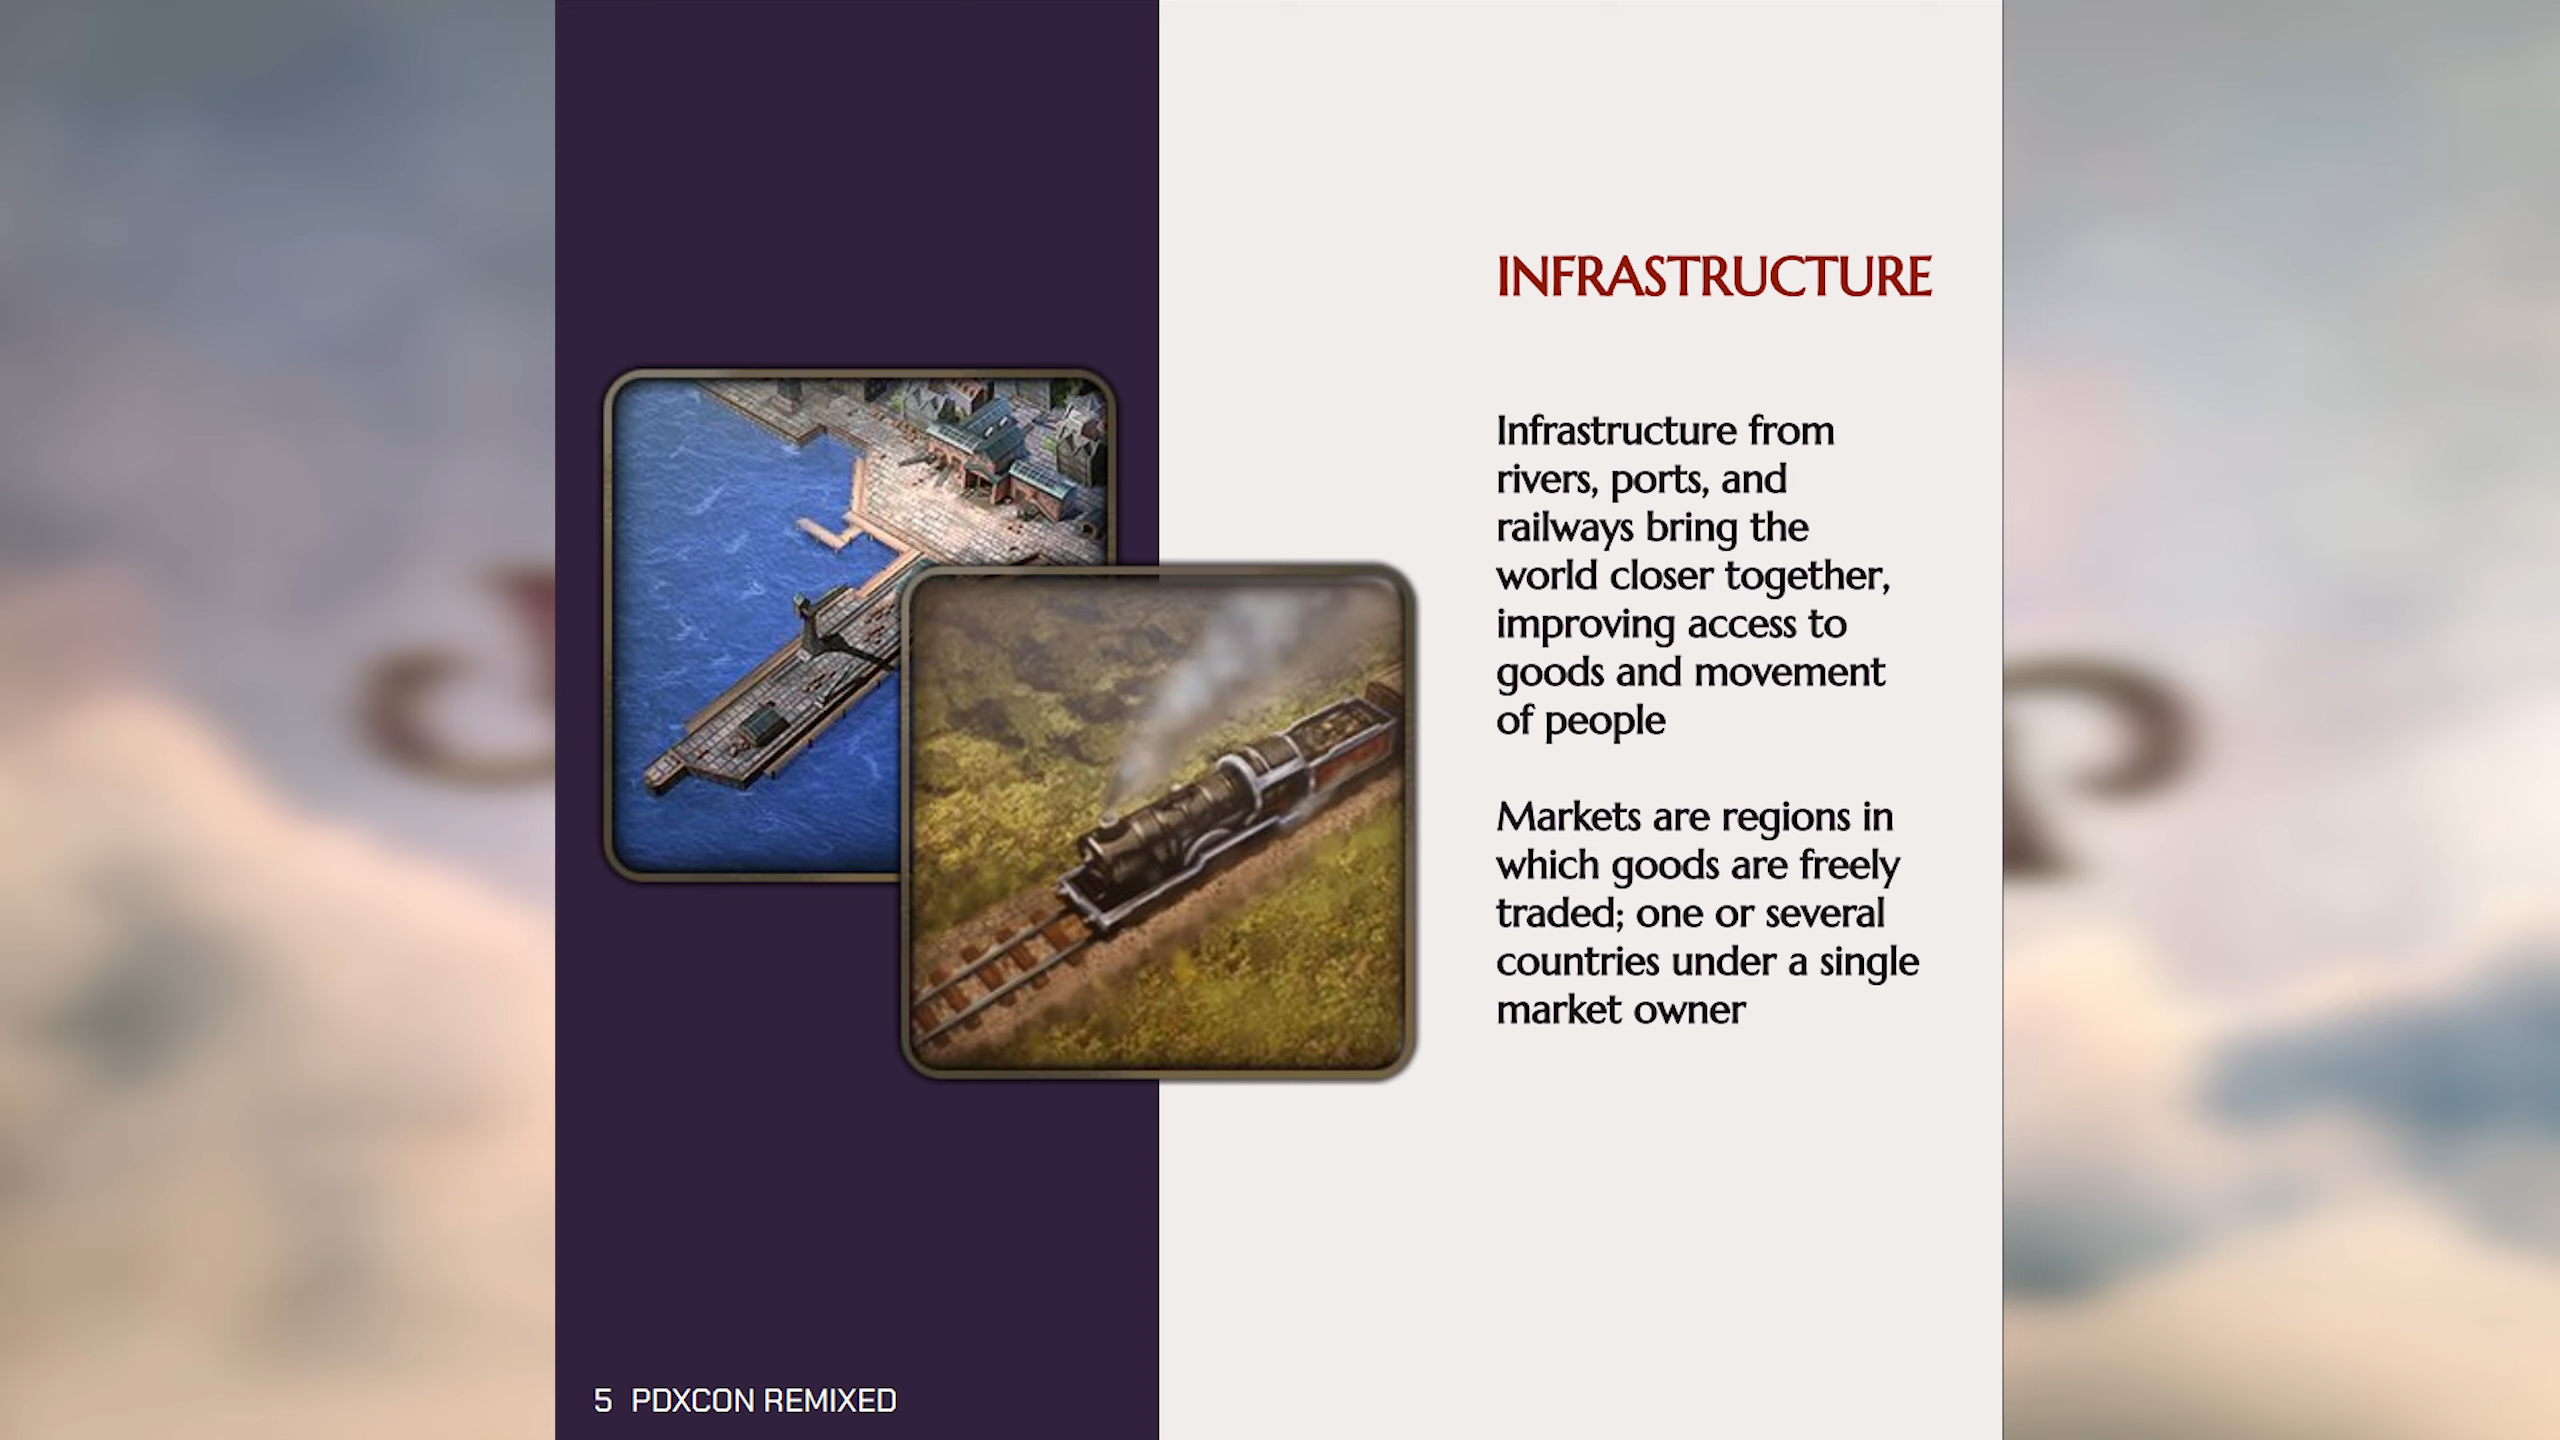 INFRASTRUCTURE
Infrastructure from
rivers, ports, and
railways bring the
world closer together,
improving access to
goods and movement
of people
Markets are regions in
which goods are freely
traded; one or several
countries under a single
market owner
5 PDXCON REMIXED